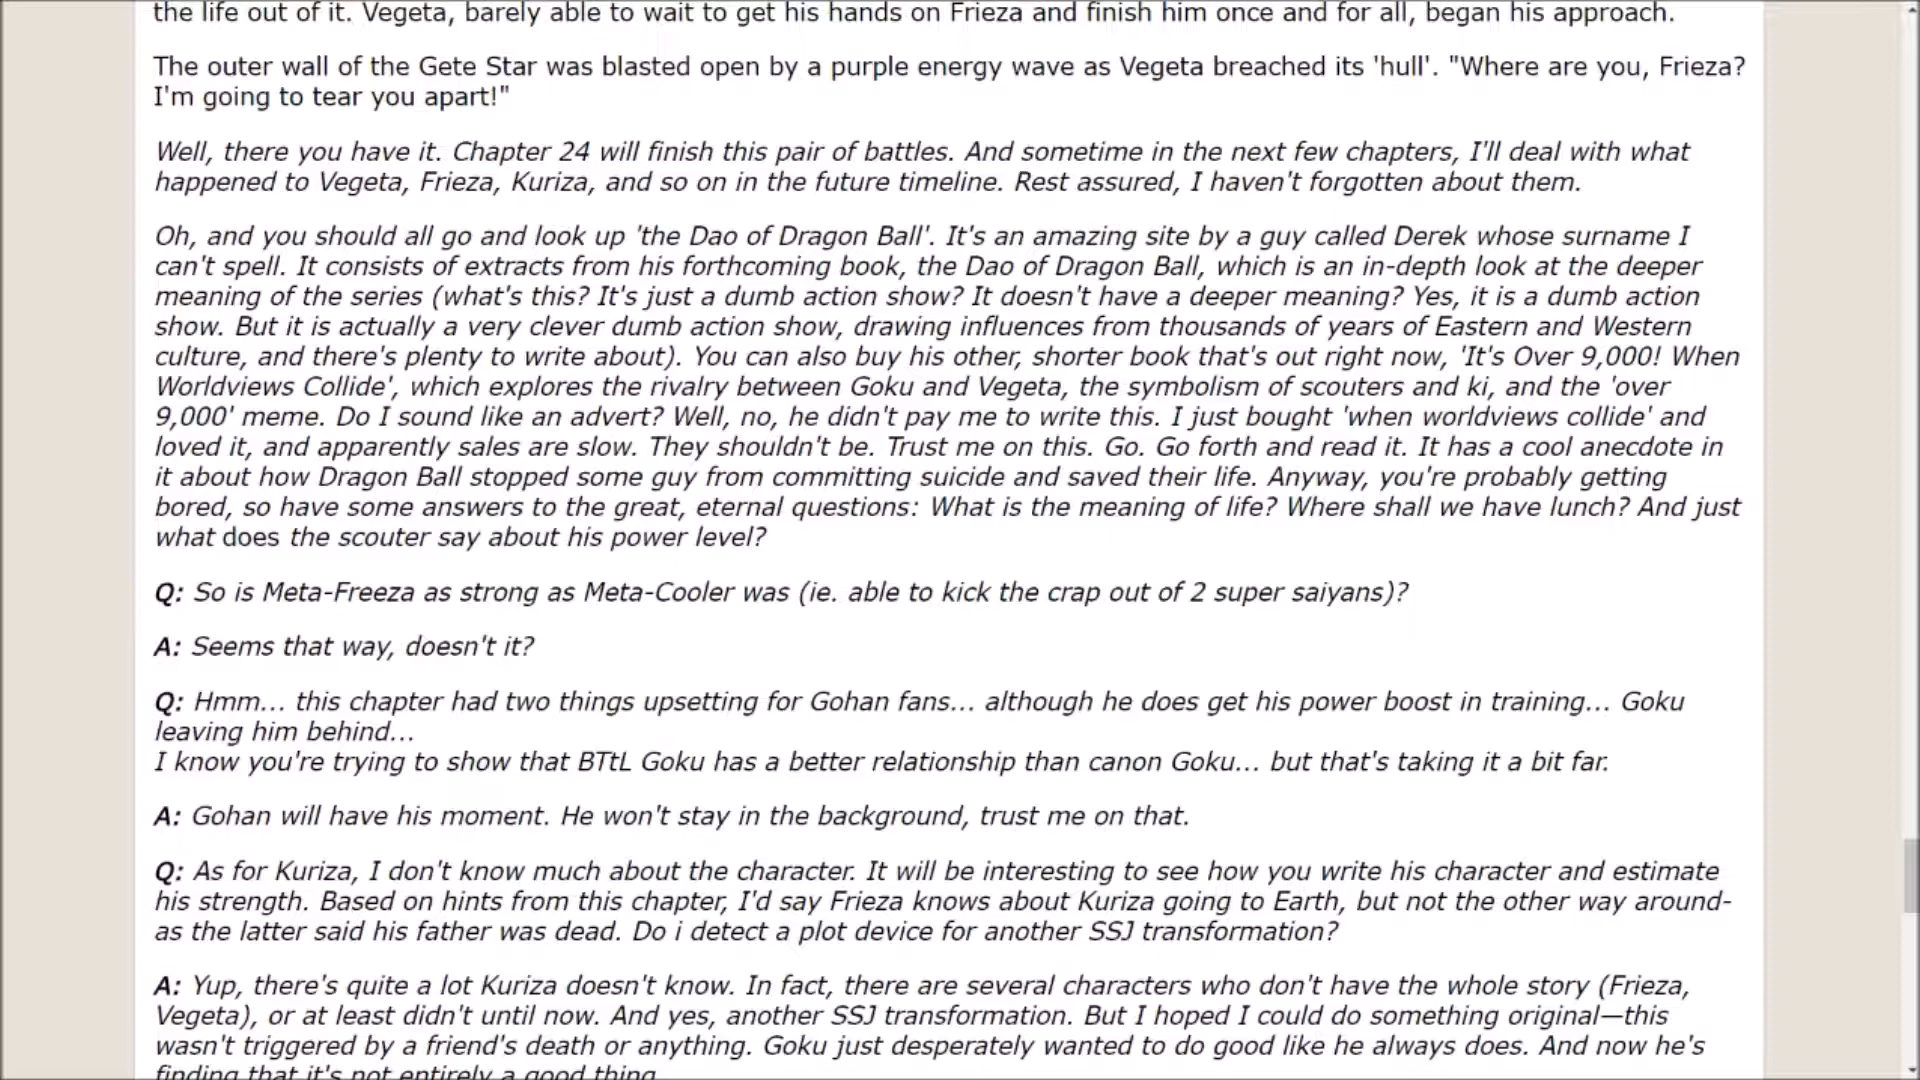 the life out of it. Vegeta, barely able to wait to get his hands on Frieza and finish him once and for all, began his approach.
The outer wall of the Gete Star was blasted open by a purple energy wave as Vegeta breached its 'hull'. "Where are you, Frieza?
I'm going to tear you apart!"
Well, there you have it. Chapter 24 will finish this pair of battles. And sometime in the next few chapters, I'll deal with what
happened to Vegeta, Frieza, Kuriza, and so on in the future timeline. Rest assured, I haven't forgotten about them.
Oh, and you should all go and look up 'the Dao of Dragon Ball'. It's an amazing site by a guy called Derek whose surname I
can't spell. It consists of extracts from his forthcoming book, the Dao of Dragon Ball, which is an in-depth look at the deeper
meaning of the series (what's this? It's just a dumb action show? It doesn't have a deeper meaning? Yes, it is a dumb action
show. But it is actually a very clever dumb action show, drawing influences from thousands of years of Eastern and Western
culture, and there's plenty to write about). You can also buy his other, shorter book that's out right now, 'It's Over 9,000! When
Worldviews Collide', which explores the rivalry between Goku and Vegeta, the symbolism of scouters and ki, and the 'over
9,000' meme. Do I sound like an advert? Well, no, he didn't pay me to write this. I just bought 'when worldviews collide' and
loved it, and apparently sales are slow. They shouldn't be. Trust me on this. Go. Go forth and read it. It has a cool anecdote in
it about how Dragon Ball stopped some guy from committing suicide and saved their life. Anyway, you're probably getting
bored, so have some answers to the great, eternal questions: What is the meaning of life? Where shall we have lunch? And just
what does the scouter say about his power level?
Q: So is Meta-Freeza as strong as Meta-Cooler was (ie. able to kick the crap out of 2 super saiyans)?
A: Seems that way, doesn't it?
Q: Hmm... this chapter had two things upsetting for Gohan fans... although he does get his power boost in training... Goku
leaving him behind...
I know you're trying to show that BTtL Goku has a better relationship than canon Goku... but that's taking it a bit far.
A: Gohan will have his moment. He won't stay in the background, trust me on that.
Q: As for Kuriza, I don't know much about the character. It will be interesting to see how you write his character and estimate
his strength. Based on hints from this chapter, I'd say Frieza knows about Kuriza going to Earth, but not the other way around-
as the latter said his father was dead. Do i detect a plot device for another SSJ transformation?
A: Yup, there's quite a lot Kuriza doesn't know. In fact, there are several characters who don't have the whole story (Frieza,
Vegeta), or at least didn't until now. And yes, another SSJ transformation. But I hoped I could do something original—this
wasn't triggered by a friend's death or anything. Goku just desperately wanted to do good like he always does. And now he's
finding that it's not entirely a good thing.